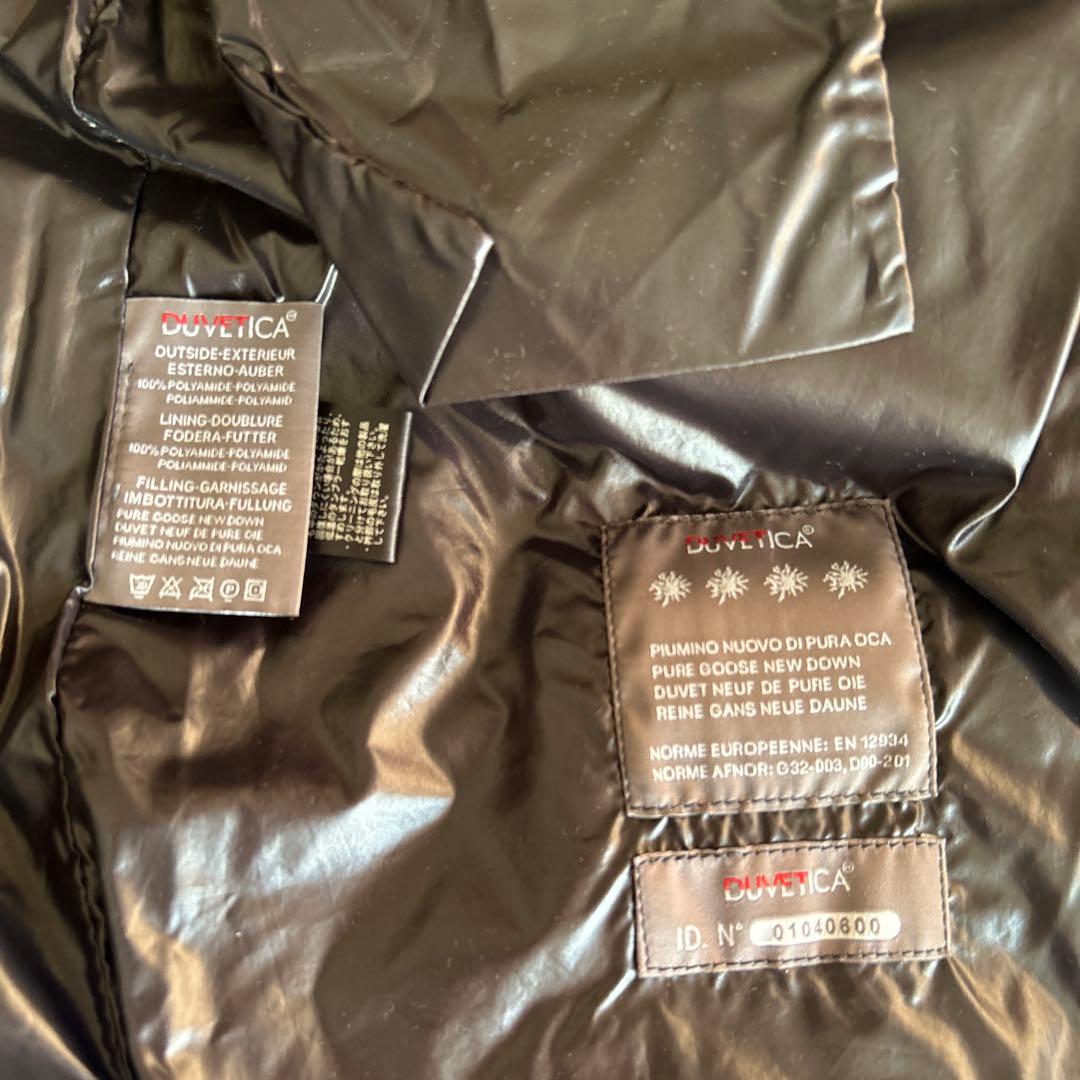 DUVETICA®
OUTSIDE-EXTERIEUR
ESTERNO-AUBER
100% POLYAMIDE-POLYAMIDE
POLIAMMIDE-POLYAMID
LINING-DOUBLURE
FODERA-FUTTER
100% POLYAMIDE-POLYAMIDE
POLIAMMIDE-POLYAMID
FILLING-GARNISSAGE
IMBOTTITURA-FULLUNG
PURE GOOSE NEW DOWN
DUVET NEUF DE PURE OIE
PIUMINO NUOVO DI PURA OCA
REINE GANS NEUE DAUNE
DUVETICA®
PIUMINO NUOVO DI PURA OCA
PURE GOOSE NEW DOWN
DUVET NEUF DE PURE OIE
REINE GANS NEUE DAUNE
NORME EUROPEENNE: EN 12934
NORME AFNOR: G32-003, D00-201
DUVETICA®
ID. N° 01040600